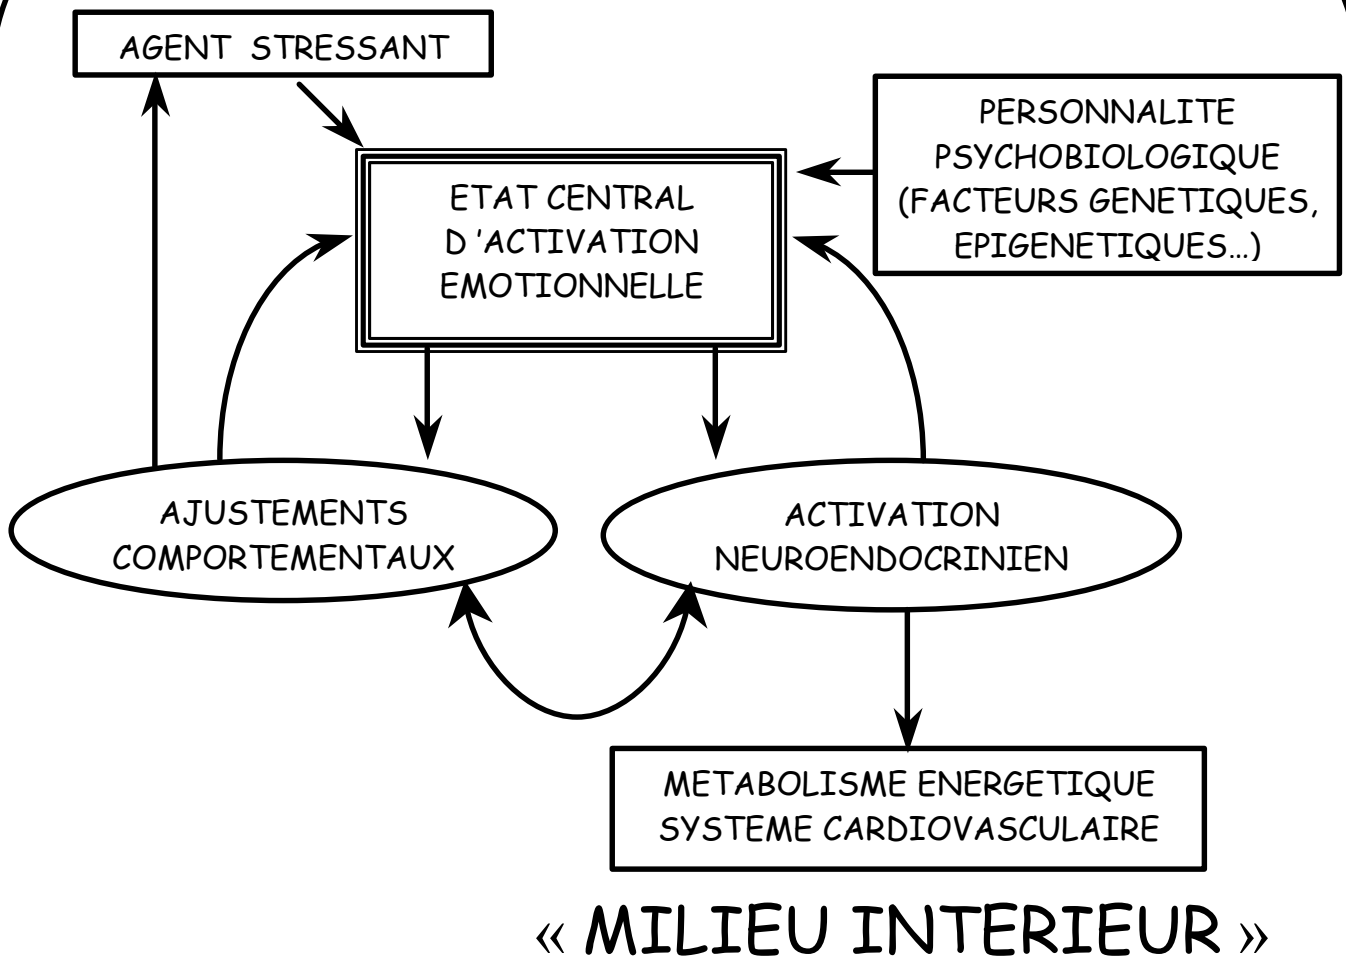 AGENT STRESSANT
PERSONNALITE
PSYCHOBIOLOGIQUE
(FACTEURS GENETIQUES,
EPIGENETIQUES…)
ETAT CENTRAL
D ’ACTIVATION
EMOTIONNELLE
AJUSTEMENTS
COMPORTEMENTAUX
ACTIVATION
NEUROENDOCRINIEN
METABOLISME ENERGETIQUE
SYSTEME CARDIOVASCULAIRE
« MILIEU INTERIEUR »